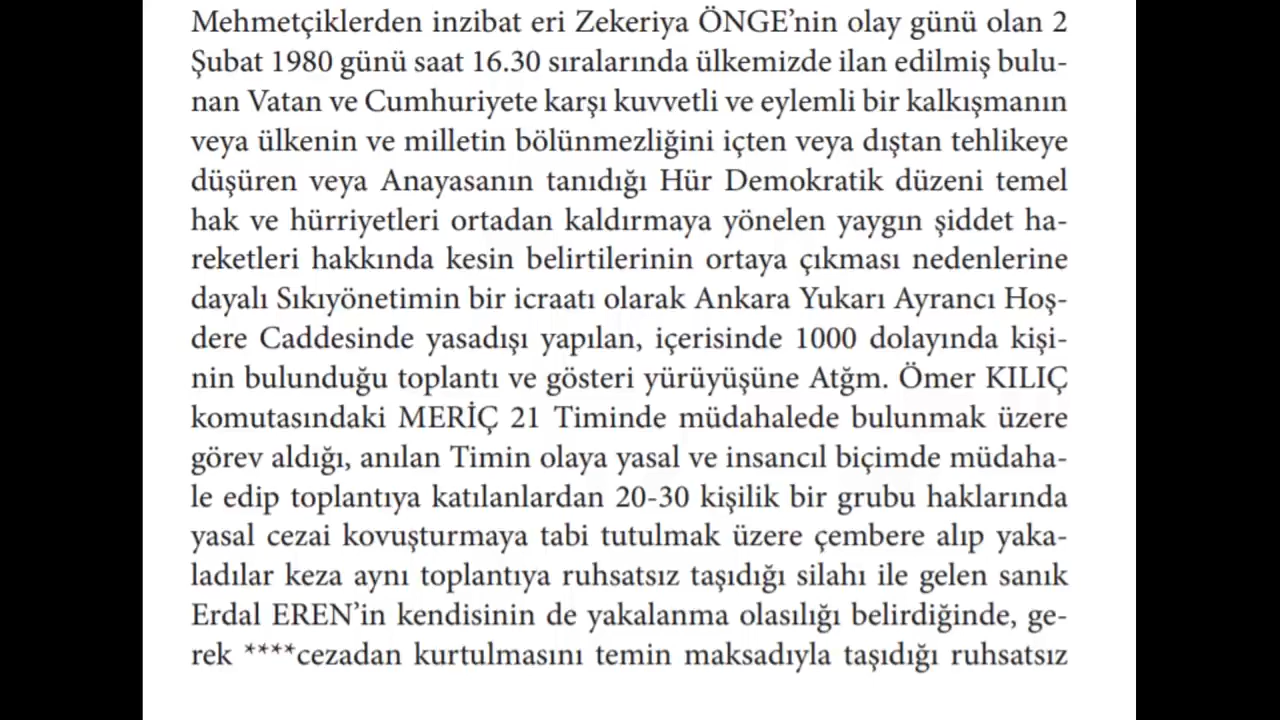 Mehmetçiklerden inzibat eri Zekeriya ÖNGE’nin olay günü olan 2
Şubat 1980 günü saat 16.30 sıralarında ülkemizde ilan edilmiş bulu-
nan Vatan ve Cumhuriyete karşı kuvvetli ve eylemli bir kalkışmanın
veya ülkenin ve milletin bölünmezliğini içten veya dıştan tehlikeye
düşüren veya Anayasanın tanıdığı Hür Demokratik düzeni temel
hak ve hürriyetleri ortadan kaldırmaya yönelen yaygın şiddet ha-
reketleri hakkında kesin belirtilerinin ortaya çıkması nedenlerine
dayalı Sıkıyönetimin bir icraatı olarak Ankara Yukarı Ayrancı Hoş-
dere Caddesinde yasadışı yapılan, içerisinde 1000 dolayında kişi-
nin bulunduğu toplantı ve gösteri yürüyüşüne Atğm. Ömer KILIÇ
komutasındaki MERİÇ 21 Timinde müdahalede bulunmak üzere
görev aldığı, anılan Timin olaya yasal ve insancıl biçimde müdaha-
le edip toplantıya katılanlardan 20-30 kişilik bir grubu haklarında
yasal cezai kovuşturmaya tabi tutulmak üzere çembere alıp yaka-
ladılar keza aynı toplantıya ruhsatsız taşıdığı silahı ile gelen sanık
Erdal EREN’in kendisinin de yakalanma olasılığı belirdiğinde, ge-
rek ****cezadan kurtulmasını temin maksadıyla taşıdığı ruhsatsız